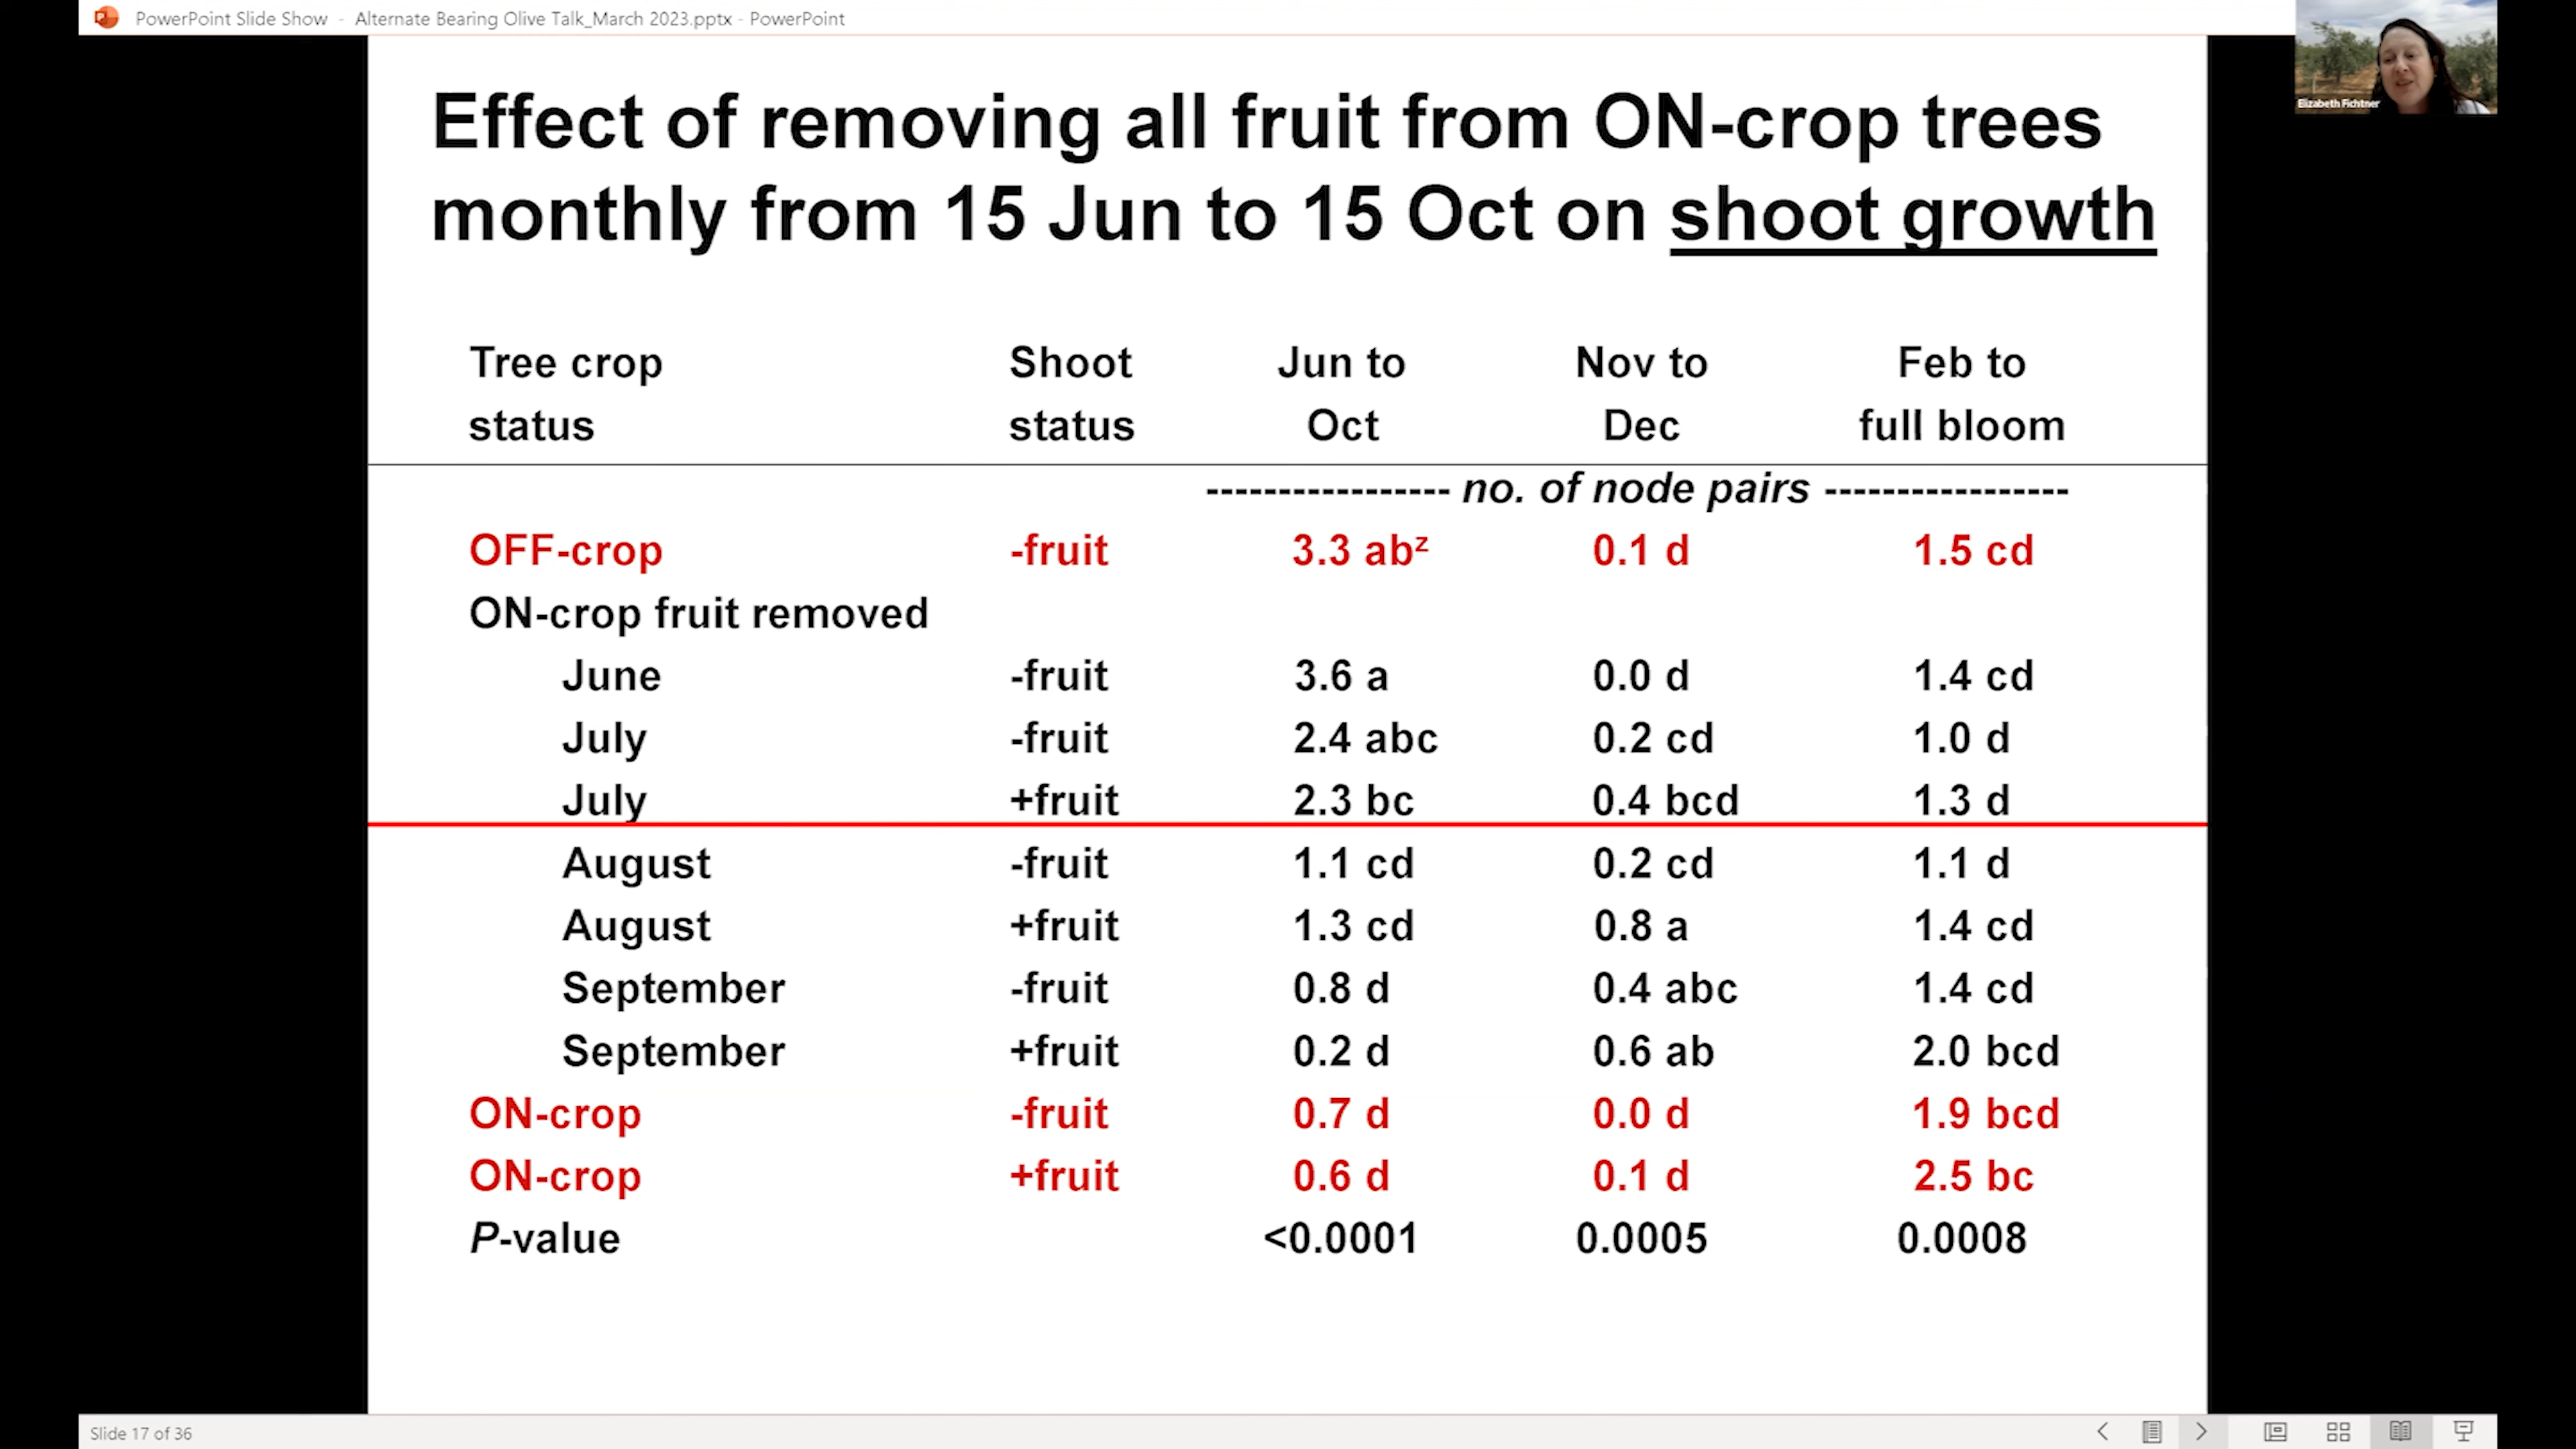 PowerPoint Slide Show - Alternate Bearing Olive Talk_March 2023.pptx - PowerPoint
Elizabeth Fichtner
Effect of removing all fruit from ON-crop trees
monthly from 15 Jun to 15 Oct on shoot growth
Tree crop Shoot Jun to Nov to Feb to
status status Oct Dec full bloom
----------------- no. of node pairs -----------------
OFF-crop -fruit 3.3 abᶻ 0.1 d 1.5 cd
ON-crop fruit removed
June -fruit 3.6 a 0.0 d 1.4 cd
July -fruit 2.4 abc 0.2 cd 1.0 d
July +fruit 2.3 bc 0.4 bcd 1.3 d
August -fruit 1.1 cd 0.2 cd 1.1 d
August +fruit 1.3 cd 0.8 a 1.4 cd
September -fruit 0.8 d 0.4 abc 1.4 cd
September +fruit 0.2 d 0.6 ab 2.0 bcd
ON-crop -fruit 0.7 d 0.0 d 1.9 bcd
ON-crop +fruit 0.6 d 0.1 d 2.5 bc
P-value <0.0001 0.0005 0.0008
Slide 17 of 36